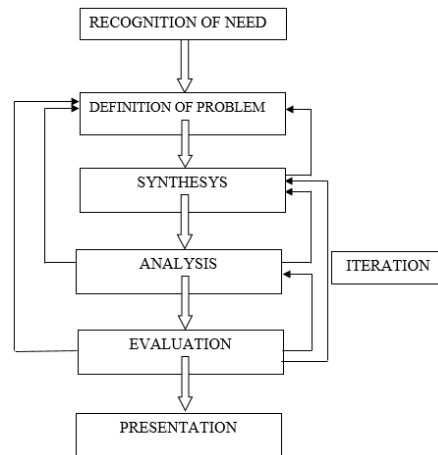 RECOGNITION OF NEED
DEFINITION OF PROBLEM
SYNTHESYS
ANALYSIS
ITERATION
EVALUATION
PRESENTATION